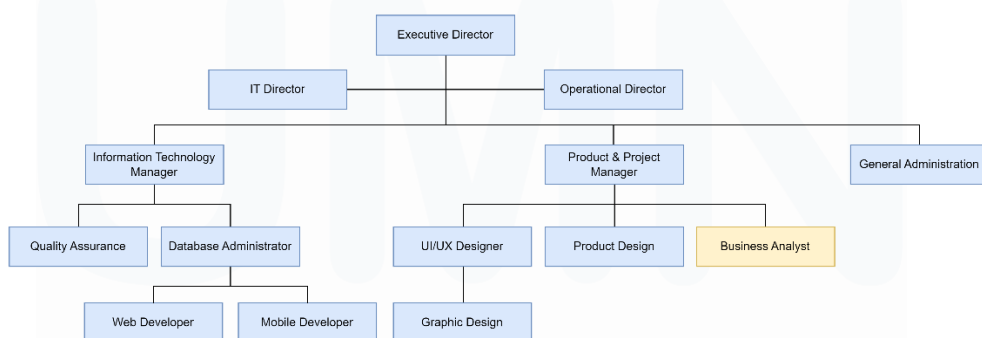 Executive Director
IT Director
Operational Director
Information Technology
Manager
Product & Project
Manager
General Administration
Quality Assurance
Database Administrator
UI/UX Designer
Product Design
Business Analyst
Web Developer
Mobile Developer
Graphic Design